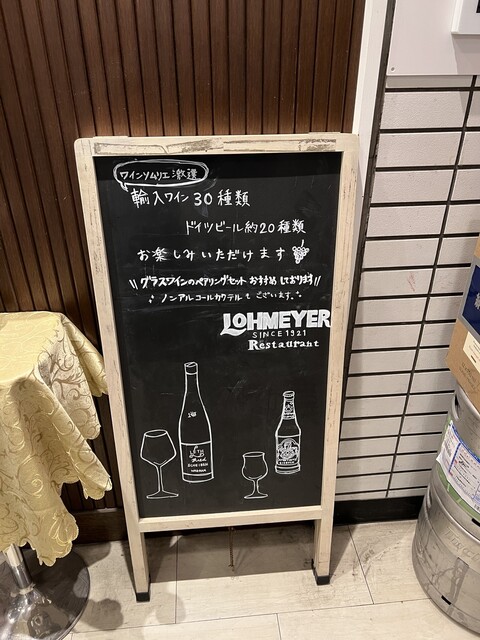 ワインソムリエ激選
輸入ワイン30種類
ドイツビール約20種類
お楽しみいただけます
\\グラスワインのペアリングセット おすすめしております//
ノンアルコールカクテルもございます。
LOHMEYER
SINCE 1921
Restaurant